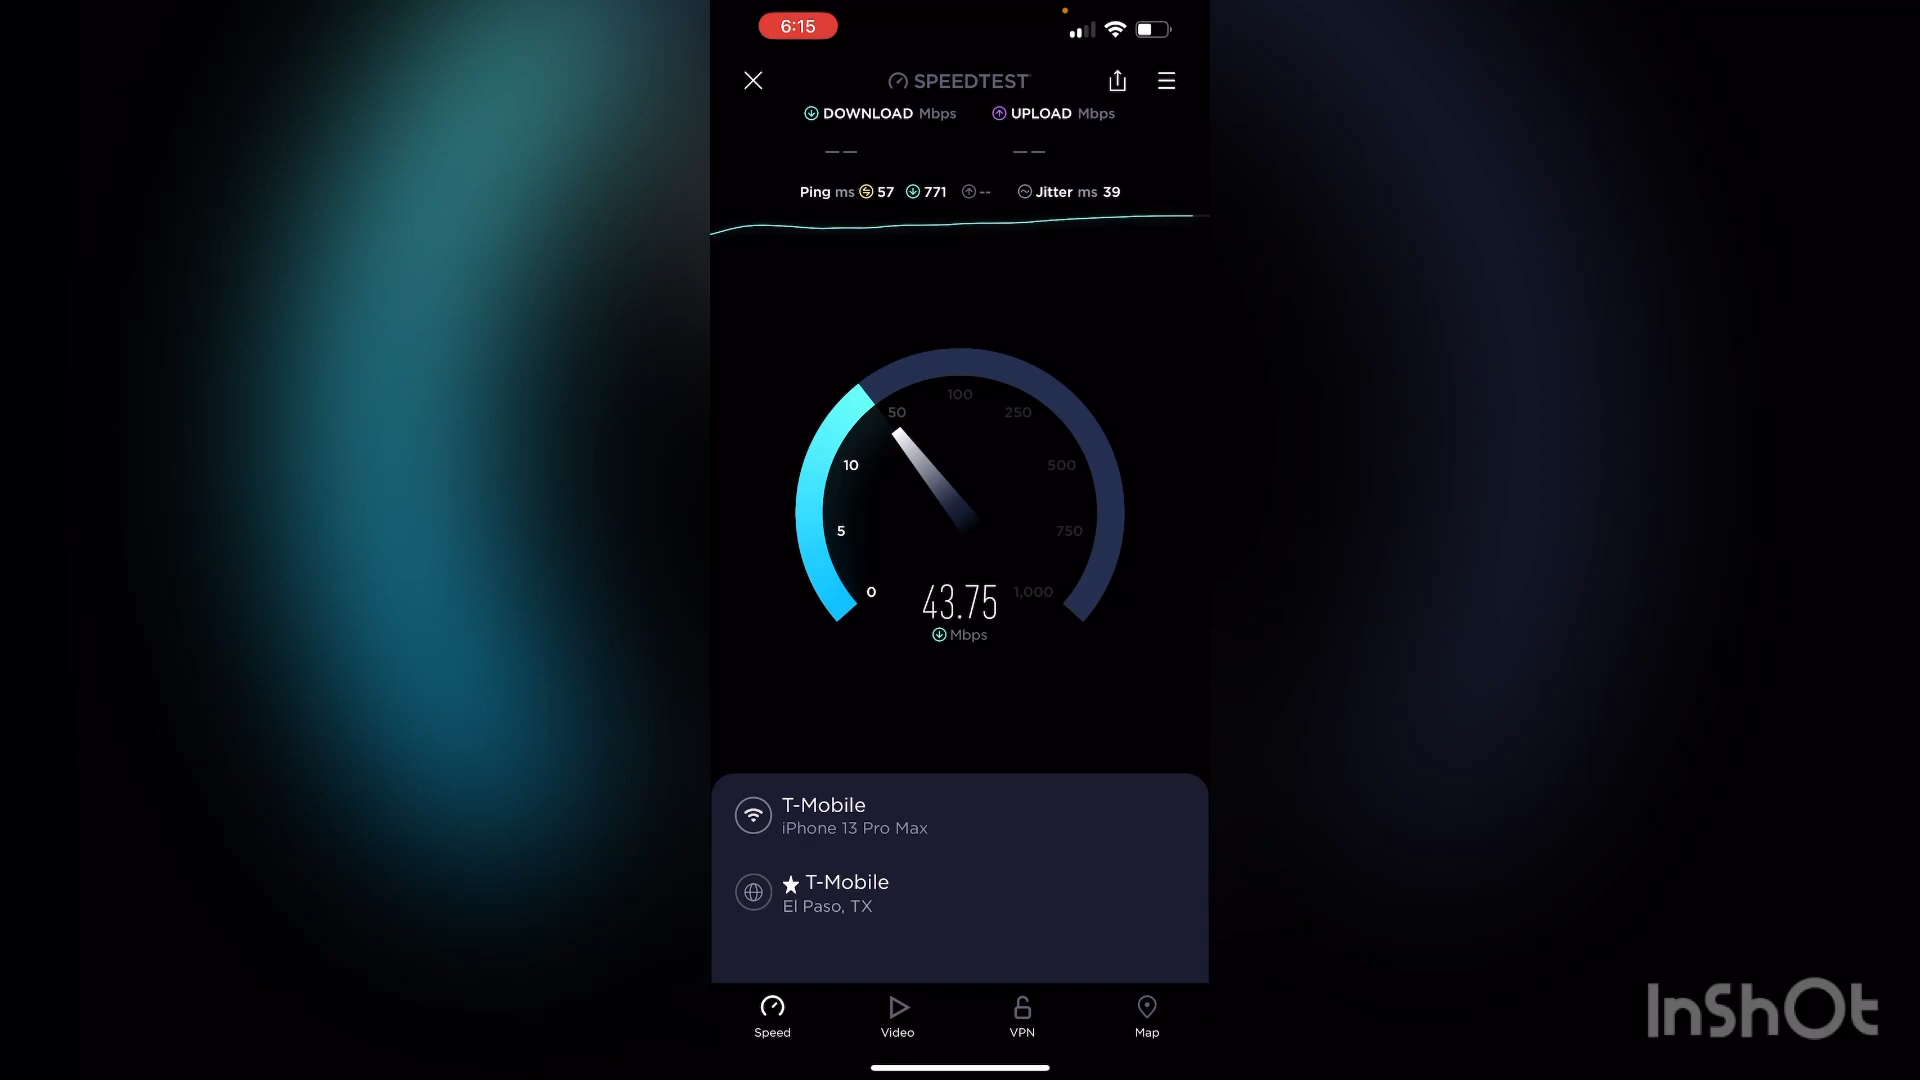 6:15
SPEEDTEST
DOWNLOAD Mbps UPLOAD Mbps
— — — —
Ping ms 57 771 -- Jitter ms 39
100
50 250
10 500
5 750
0 43.75 1,000
Mbps
T-Mobile
iPhone 13 Pro Max
T-Mobile
El Paso, TX
Speed Video VPN Map
InShOt